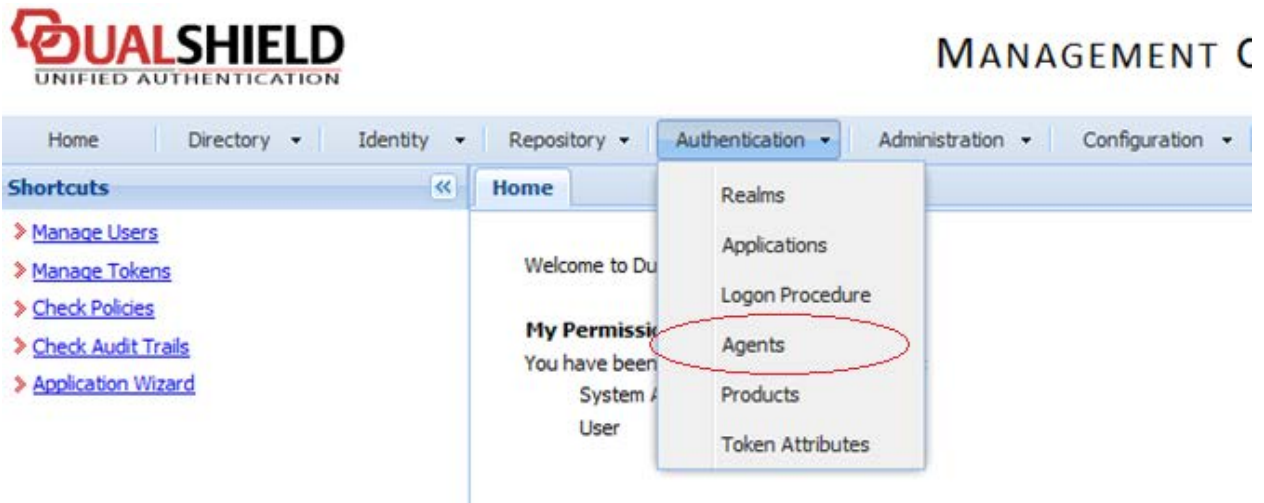 DUALSHIELD
UNIFIED AUTHENTICATION
MANAGEMENT
Home Directory Identity Repository Authentication Administration Configuration
Shortcuts
Manage Users
Manage Tokens
Check Policies
Check Audit Trails
Application Wizard
Home
Welcome to Du
My Permissi
You have been
System A
User
Realms
Applications
Logon Procedure
Agents
Products
Token Attributes